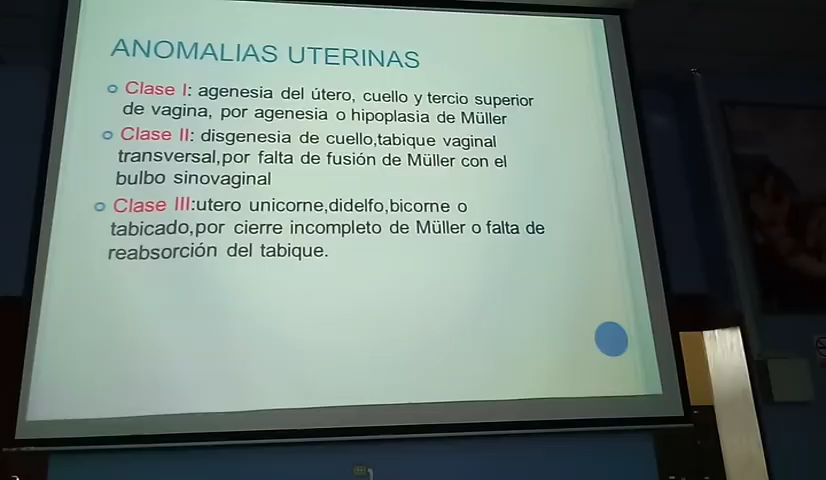 ANOMALIAS UTERINAS
Clase I: agenesia del útero, cuello y tercio superior
de vagina, por agenesia o hipoplasia de Müller
Clase II: disgenesia de cuello,tabique vaginal
transversal,por falta de fusión de Müller con el
bulbo sinovaginal
Clase III:utero unicorne,didelfo,bicorne o
tabicado,por cierre incompleto de Müller o falta de
reabsorción del tabique.